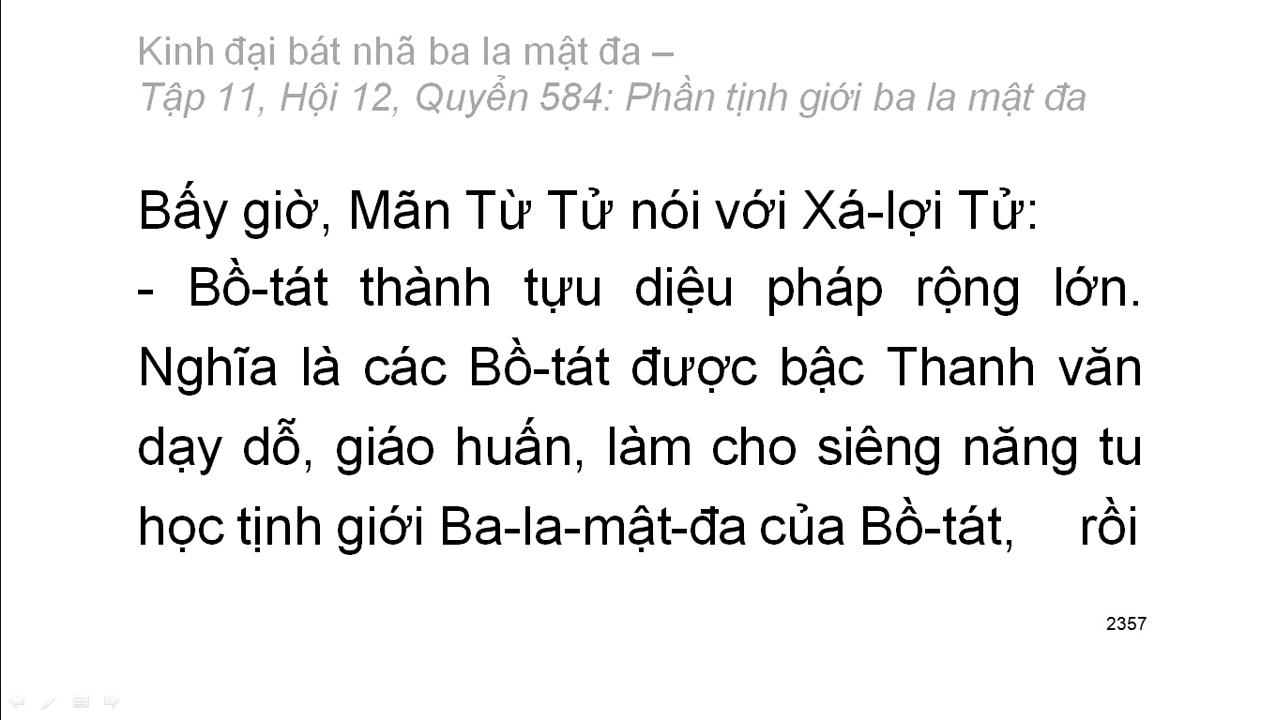 Kinh đại bát nhã ba la mật đa –
Tập 11, Hội 12, Quyển 584: Phần tịnh giới ba la mật đa
Bấy giờ, Mãn Từ Tử nói với Xá-lợi Tử:
- Bồ-tát thành tựu diệu pháp rộng lớn.
Nghĩa là các Bồ-tát được bậc Thanh văn
dạy dỗ, giáo huấn, làm cho siêng năng tu
học tịnh giới Ba-la-mật-đa của Bồ-tát, rồi
2357